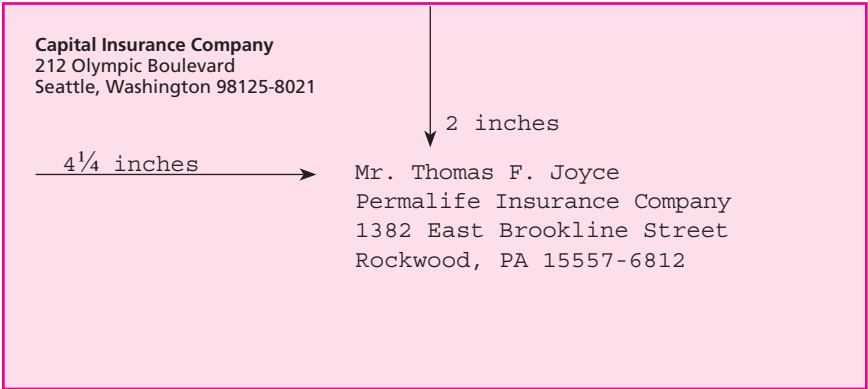 Capital Insurance Company
212 Olympic Boulevard
Seattle, Washington 98125-8021
2 inches
4¼ inches
Mr. Thomas F. Joyce
Permalife Insurance Company
1382 East Brookline Street
Rockwood, PA 15557-6812